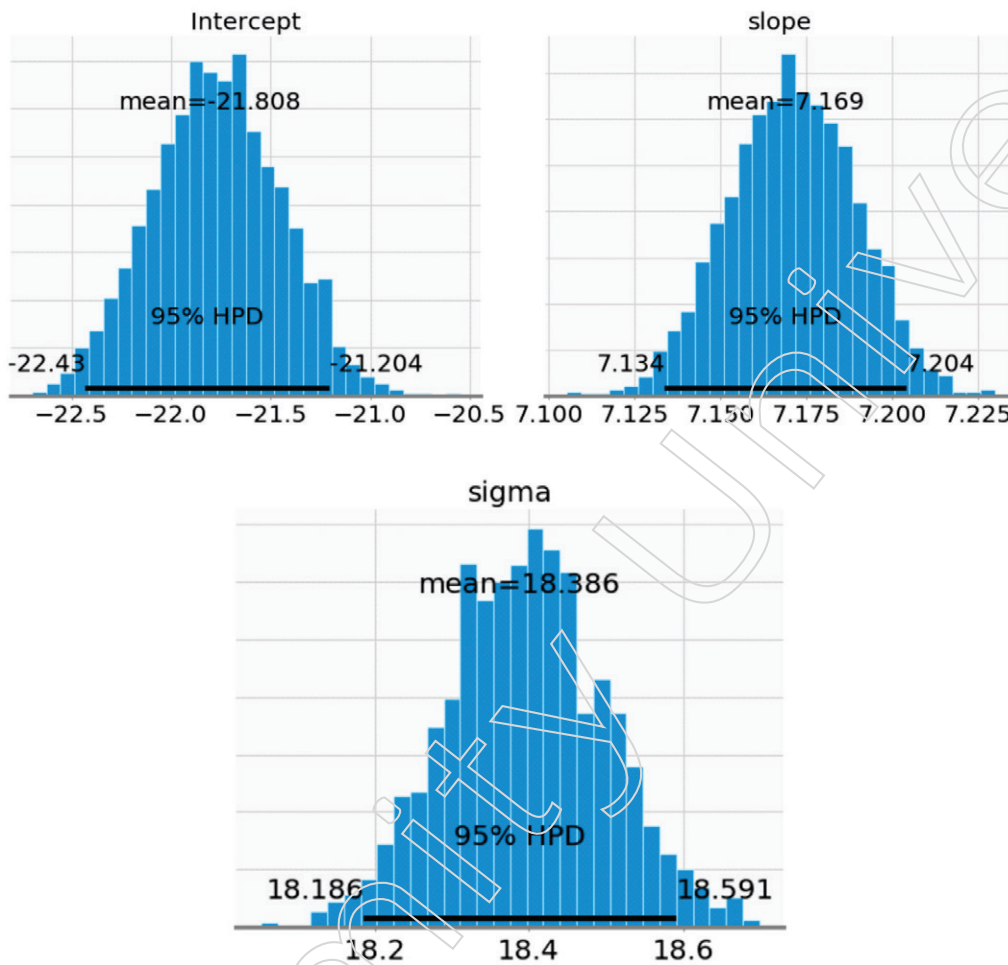 Intercept
mean=-21.808
95% HPD
-22.43 -21.204
−22.5 −22.0 −21.5 −21.0 −20.5
slope
mean=7.169
95% HPD
7.134 7.204
7.100 7.125 7.150 7.175 7.200 7.225
sigma
mean=18.386
95% HPD
18.186 18.591
18.2 18.4 18.6